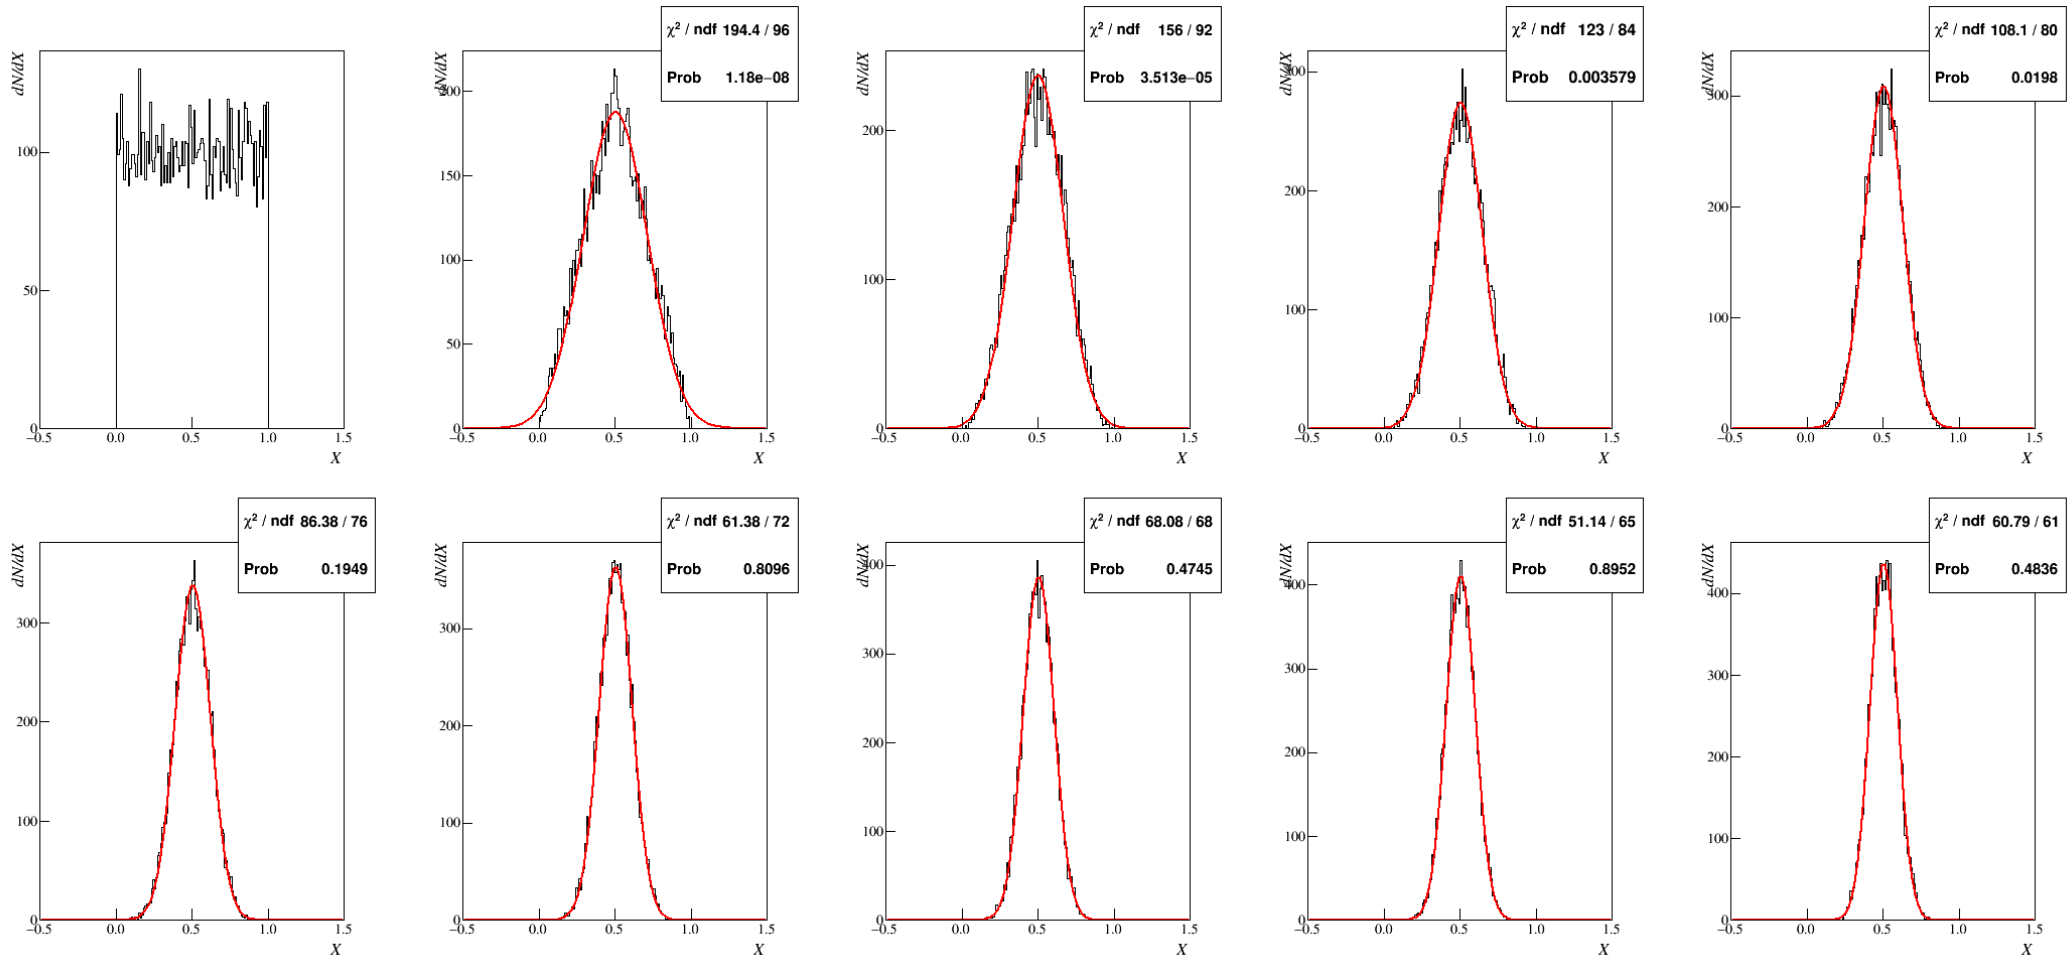 dN/dX
100
50
0
−0.5 0.0 0.5 1.0 1.5
X
χ² / ndf 194.4 / 96
Prob 1.18e−08
dN/dX
200
150
100
50
0
−0.5 0.0 0.5 1.0 1.5
X
χ² / ndf 156 / 92
Prob 3.513e−05
dN/dX
200
100
0
−0.5 0.0 0.5 1.0 1.5
X
χ² / ndf 123 / 84
Prob 0.003579
dN/dX
300
200
100
0
−0.5 0.0 0.5 1.0 1.5
X
χ² / ndf 108.1 / 80
Prob 0.0198
dN/dX
300
200
100
0
−0.5 0.0 0.5 1.0 1.5
X
χ² / ndf 86.38 / 76
Prob 0.1949
dN/dX
300
200
100
0
−0.5 0.0 0.5 1.0 1.5
X
χ² / ndf 61.38 / 72
Prob 0.8096
dN/dX
300
200
100
0
−0.5 0.0 0.5 1.0 1.5
X
χ² / ndf 68.08 / 68
Prob 0.4745
dN/dX
400
300
200
100
0
−0.5 0.0 0.5 1.0 1.5
X
χ² / ndf 51.14 / 65
Prob 0.8952
dN/dX
400
300
200
100
0
−0.5 0.0 0.5 1.0 1.5
X
χ² / ndf 60.79 / 61
Prob 0.4836
dN/dX
400
300
200
100
0
−0.5 0.0 0.5 1.0 1.5
X